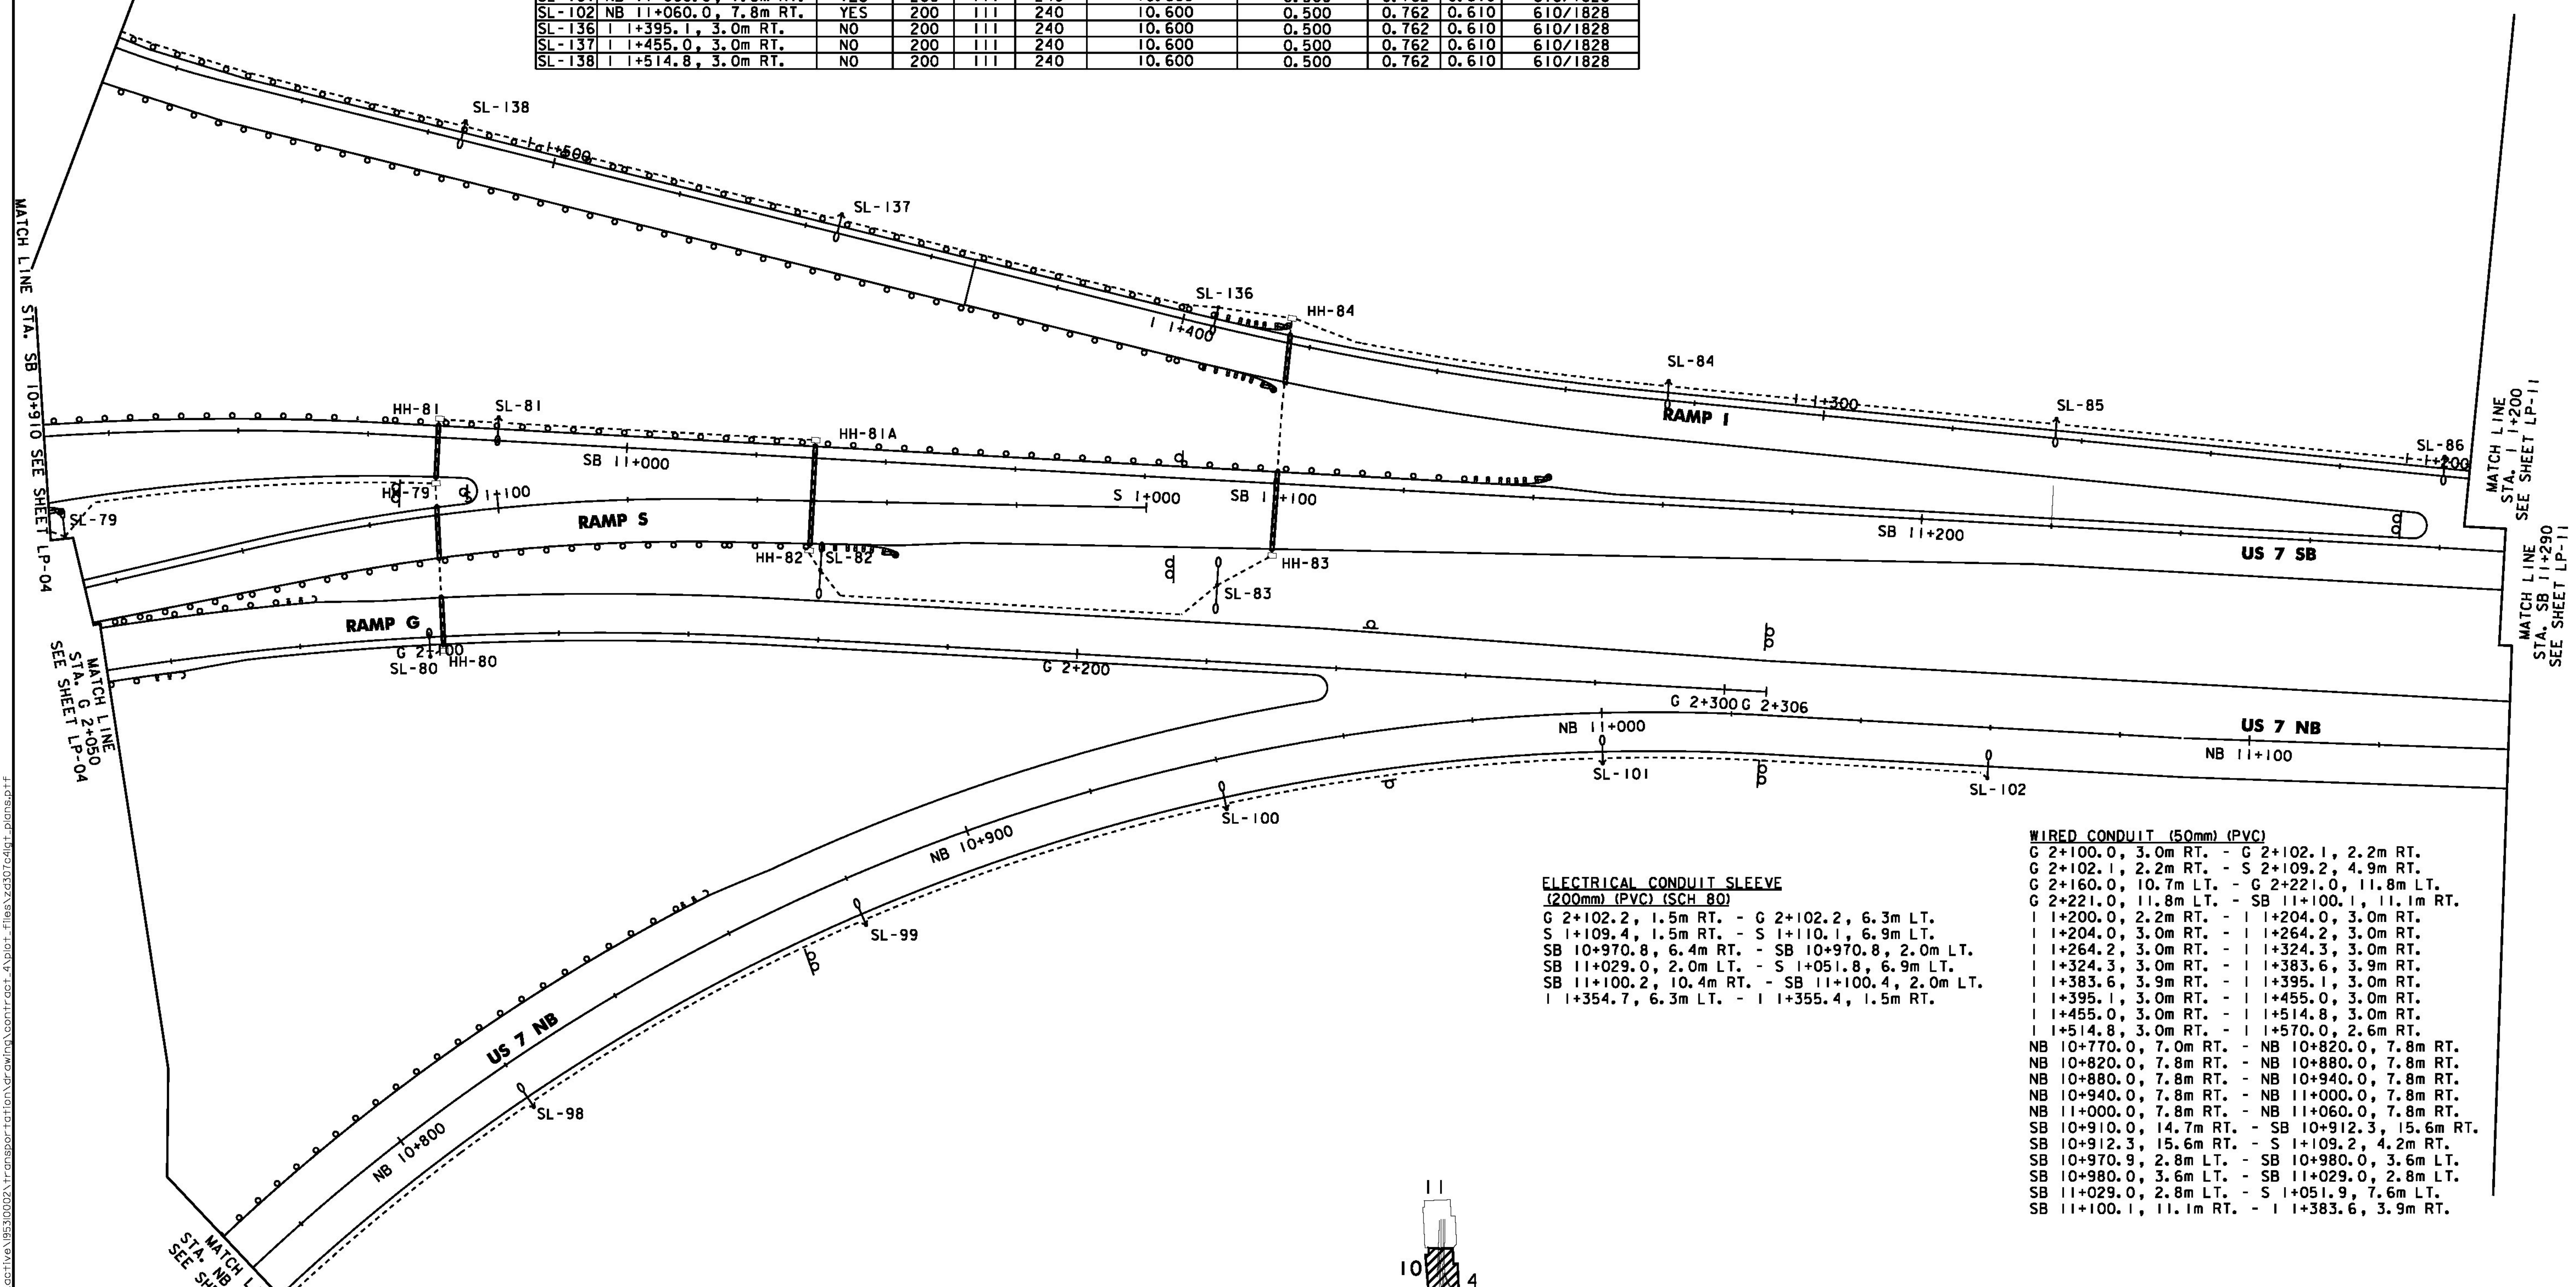 SL-102 NB 11+060.0, 7.8m RT. YES 200 111 240 10.600 0.500 0.762 0.610 610/1828
SL-136 I 1+395.1, 3.0m RT. NO 200 111 240 10.600 0.500 0.762 0.610 610/1828
SL-137 I 1+455.0, 3.0m RT. NO 200 111 240 10.600 0.500 0.762 0.610 610/1828
SL-138 I 1+514.8, 3.0m RT. NO 200 111 240 10.600 0.500 0.762 0.610 610/1828
SL-138
I 1+500
SL-137
SL-136
HH-84
I 1+400
SL-84
I 1+300
RAMP I
SL-85
SL-86
I 1+200
MATCH LINE
STA. I 1+200
SEE SHEET LP-11
MATCH LINE STA. SB 10+910 SEE SHEET LP-04
HH-81
SL-81
HH-81A
SB 11+000
HH-79
S 1+100
S 1+000
SB 11+100
SL-79
RAMP S
SB 11+200
US 7 SB
HH-82
SL-82
HH-83
SL-83
MATCH LINE
STA. SB 11+290
SEE SHEET LP-11
RAMP G
G 2+100
SL-80
HH-80
G 2+200
MATCH LINE
STA. G 2+050
SEE SHEET LP-04
G 2+300
G 2+306
NB 11+000
US 7 NB
NB 11+100
SL-101
SL-102
SL-100
NB 10+900
SL-99
US 7 NB
SL-98
NB 10+800
ELECTRICAL CONDUIT SLEEVE
(200mm) (PVC) (SCH 80)
G 2+102.2, 1.5m RT. - G 2+102.2, 6.3m LT.
S 1+109.4, 1.5m RT. - S 1+110.1, 6.9m LT.
SB 10+970.8, 6.4m RT. - SB 10+970.8, 2.0m LT.
SB 11+029.0, 2.0m LT. - S 1+051.8, 6.9m LT.
SB 11+100.2, 10.4m RT. - SB 11+100.4, 2.0m LT.
I 1+354.7, 6.3m LT. - I 1+355.4, 1.5m RT.
WIRED CONDUIT (50mm) (PVC)
G 2+100.0, 3.0m RT. - G 2+102.1, 2.2m RT.
G 2+102.1, 2.2m RT. - S 2+109.2, 4.9m RT.
G 2+160.0, 10.7m LT. - G 2+221.0, 11.8m LT.
G 2+221.0, 11.8m LT. - SB 11+100.1, 11.1m RT.
I 1+200.0, 2.2m RT. - I 1+204.0, 3.0m RT.
I 1+204.0, 3.0m RT. - I 1+264.2, 3.0m RT.
I 1+264.2, 3.0m RT. - I 1+324.3, 3.0m RT.
I 1+324.3, 3.0m RT. - I 1+383.6, 3.9m RT.
I 1+383.6, 3.9m RT. - I 1+395.1, 3.0m RT.
I 1+395.1, 3.0m RT. - I 1+455.0, 3.0m RT.
I 1+455.0, 3.0m RT. - I 1+514.8, 3.0m RT.
I 1+514.8, 3.0m RT. - I 1+570.0, 2.6m RT.
NB 10+770.0, 7.0m RT. - NB 10+820.0, 7.8m RT.
NB 10+820.0, 7.8m RT. - NB 10+880.0, 7.8m RT.
NB 10+880.0, 7.8m RT. - NB 10+940.0, 7.8m RT.
NB 10+940.0, 7.8m RT. - NB 11+000.0, 7.8m RT.
NB 11+000.0, 7.8m RT. - NB 11+060.0, 7.8m RT.
SB 10+910.0, 14.7m RT. - SB 10+912.3, 15.6m RT.
SB 10+912.3, 15.6m RT. - S 1+109.2, 4.2m RT.
SB 10+970.9, 2.8m LT. - SB 10+980.0, 3.6m LT.
SB 10+980.0, 3.6m LT. - SB 11+029.0, 2.8m LT.
SB 11+029.0, 2.8m LT. - S 1+051.9, 7.6m LT.
SB 11+100.1, 11.1m RT. - I 1+383.6, 3.9m RT.
MATCH L
STA. NB
SEE SH
11
10
4
active\195310002\transportation\drawing\contract_4\plot_files\zd307c4lgt_plans.ptf